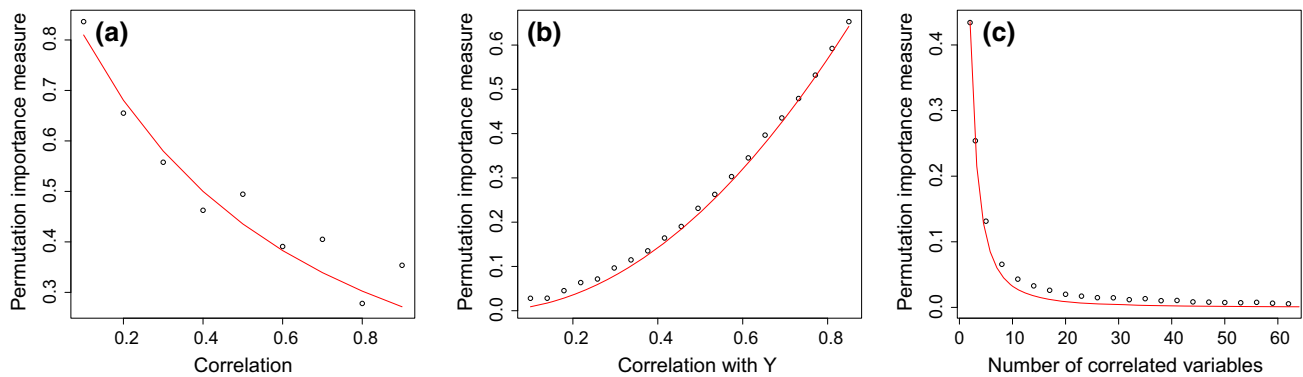 (a)
Permutation importance measure
0.3 0.4 0.5 0.6 0.7 0.8
0.2 0.4 0.6 0.8
Correlation
(b)
Permutation importance measure
0.0 0.1 0.2 0.3 0.4 0.5 0.6
0.2 0.4 0.6 0.8
Correlation with Y
(c)
Permutation importance measure
0.0 0.1 0.2 0.3 0.4
0 10 20 30 40 50 60
Number of correlated variables